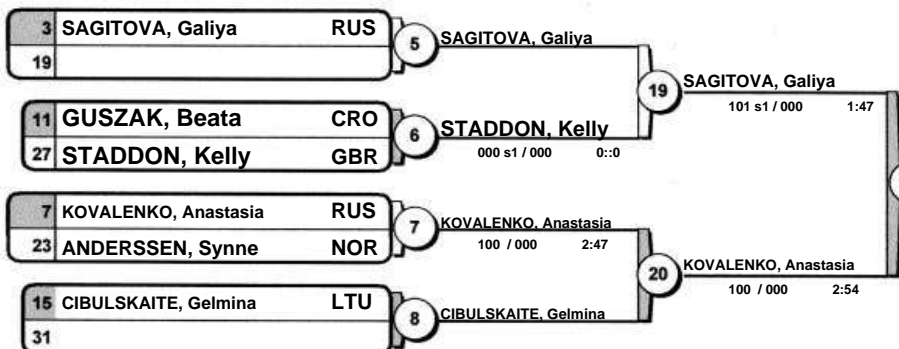 3 SAGITOVA, Galiya RUS
19
5
SAGITOVA, Galiya
11 GUSZAK, Beata CRO
27 STADDON, Kelly GBR
6
STADDON, Kelly
000 s1 / 000 0::0
19
SAGITOVA, Galiya
101 s1 / 000 1:47
7 KOVALENKO, Anastasia RUS
23 ANDERSSEN, Synne NOR
7
KOVALENKO, Anastasia
100 / 000 2:47
15 CIBULSKAITE, Gelmina LTU
31
8
CIBULSKAITE, Gelmina
20
KOVALENKO, Anastasia
100 / 000 2:54